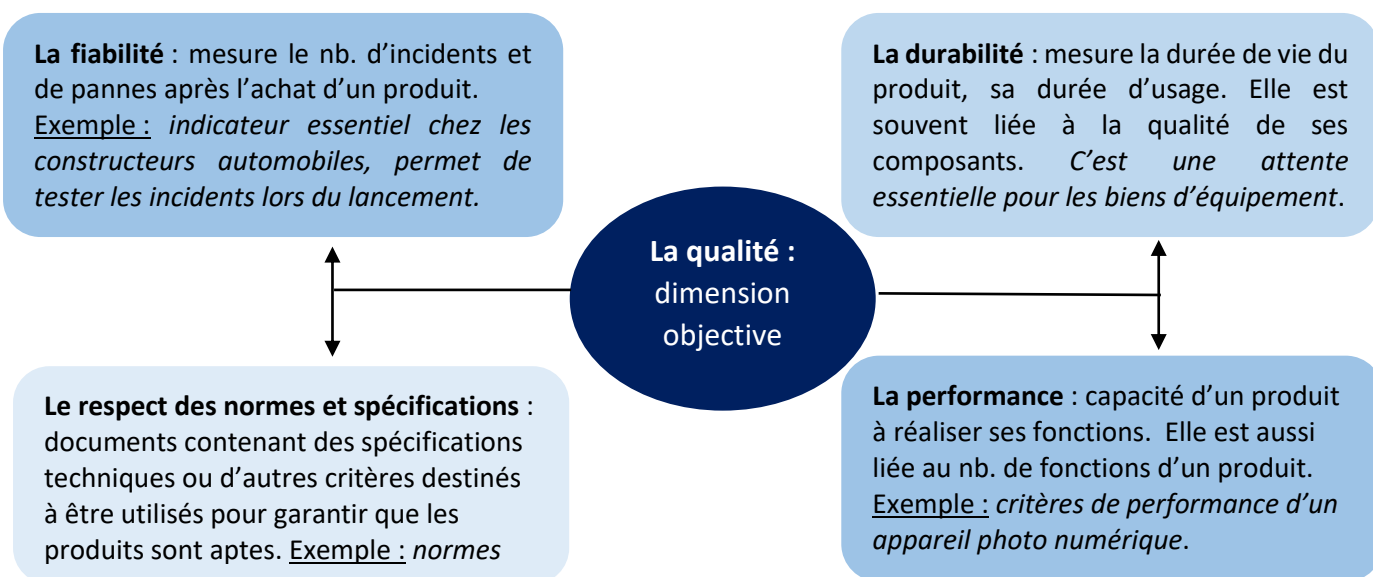 La fiabilité : mesure le nb. d’incidents et
de pannes après l’achat d’un produit.
Exemple : indicateur essentiel chez les
constructeurs automobiles, permet de
tester les incidents lors du lancement.
La durabilité : mesure la durée de vie du
produit, sa durée d’usage. Elle est
souvent liée à la qualité de ses
composants. C’est une attente
essentielle pour les biens d’équipement.
La qualité :
dimension
objective
Le respect des normes et spécifications :
documents contenant des spécifications
techniques ou d’autres critères destinés
à être utilisés pour garantir que les
produits sont aptes. Exemple : normes
La performance : capacité d’un produit
à réaliser ses fonctions. Elle est aussi
liée au nb. de fonctions d’un produit.
Exemple : critères de performance d’un
appareil photo numérique.